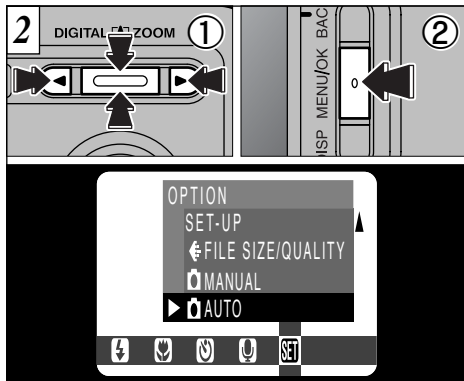 2
DIGITAL ZOOM
1
2
BAC
MENU/OK
DISP
OPTION
SET-UP
FILE SIZE/QUALITY
MANUAL
AUTO
SET